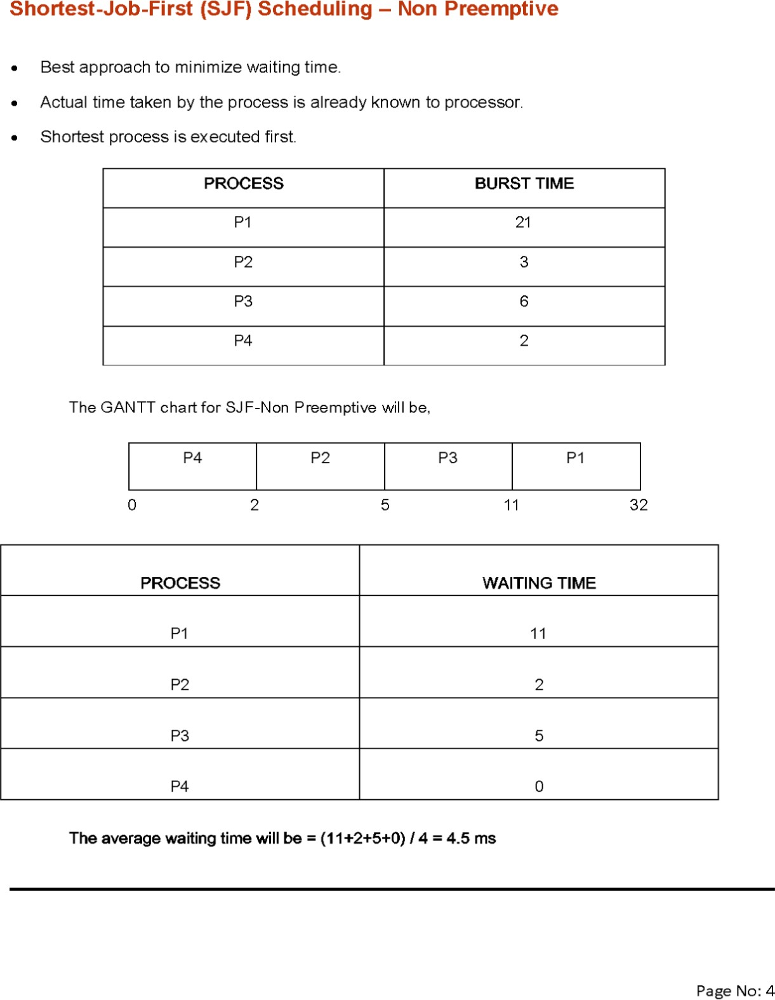 Shortest-Job-First (SJF) Scheduling – Non Preemptive
• Best approach to minimize waiting time.
• Actual time taken by the process is already known to processor.
• Shortest process is executed first.
PROCESS BURST TIME
P1 21
P2 3
P3 6
P4 2
The GANTT chart for SJF-Non Preemptive will be,
P4 P2 P3 P1
0 2 5 11 32
PROCESS WAITING TIME
P1 11
P2 2
P3 5
P4 0
The average waiting time will be = (11+2+5+0) / 4 = 4.5 ms
Page No: 4